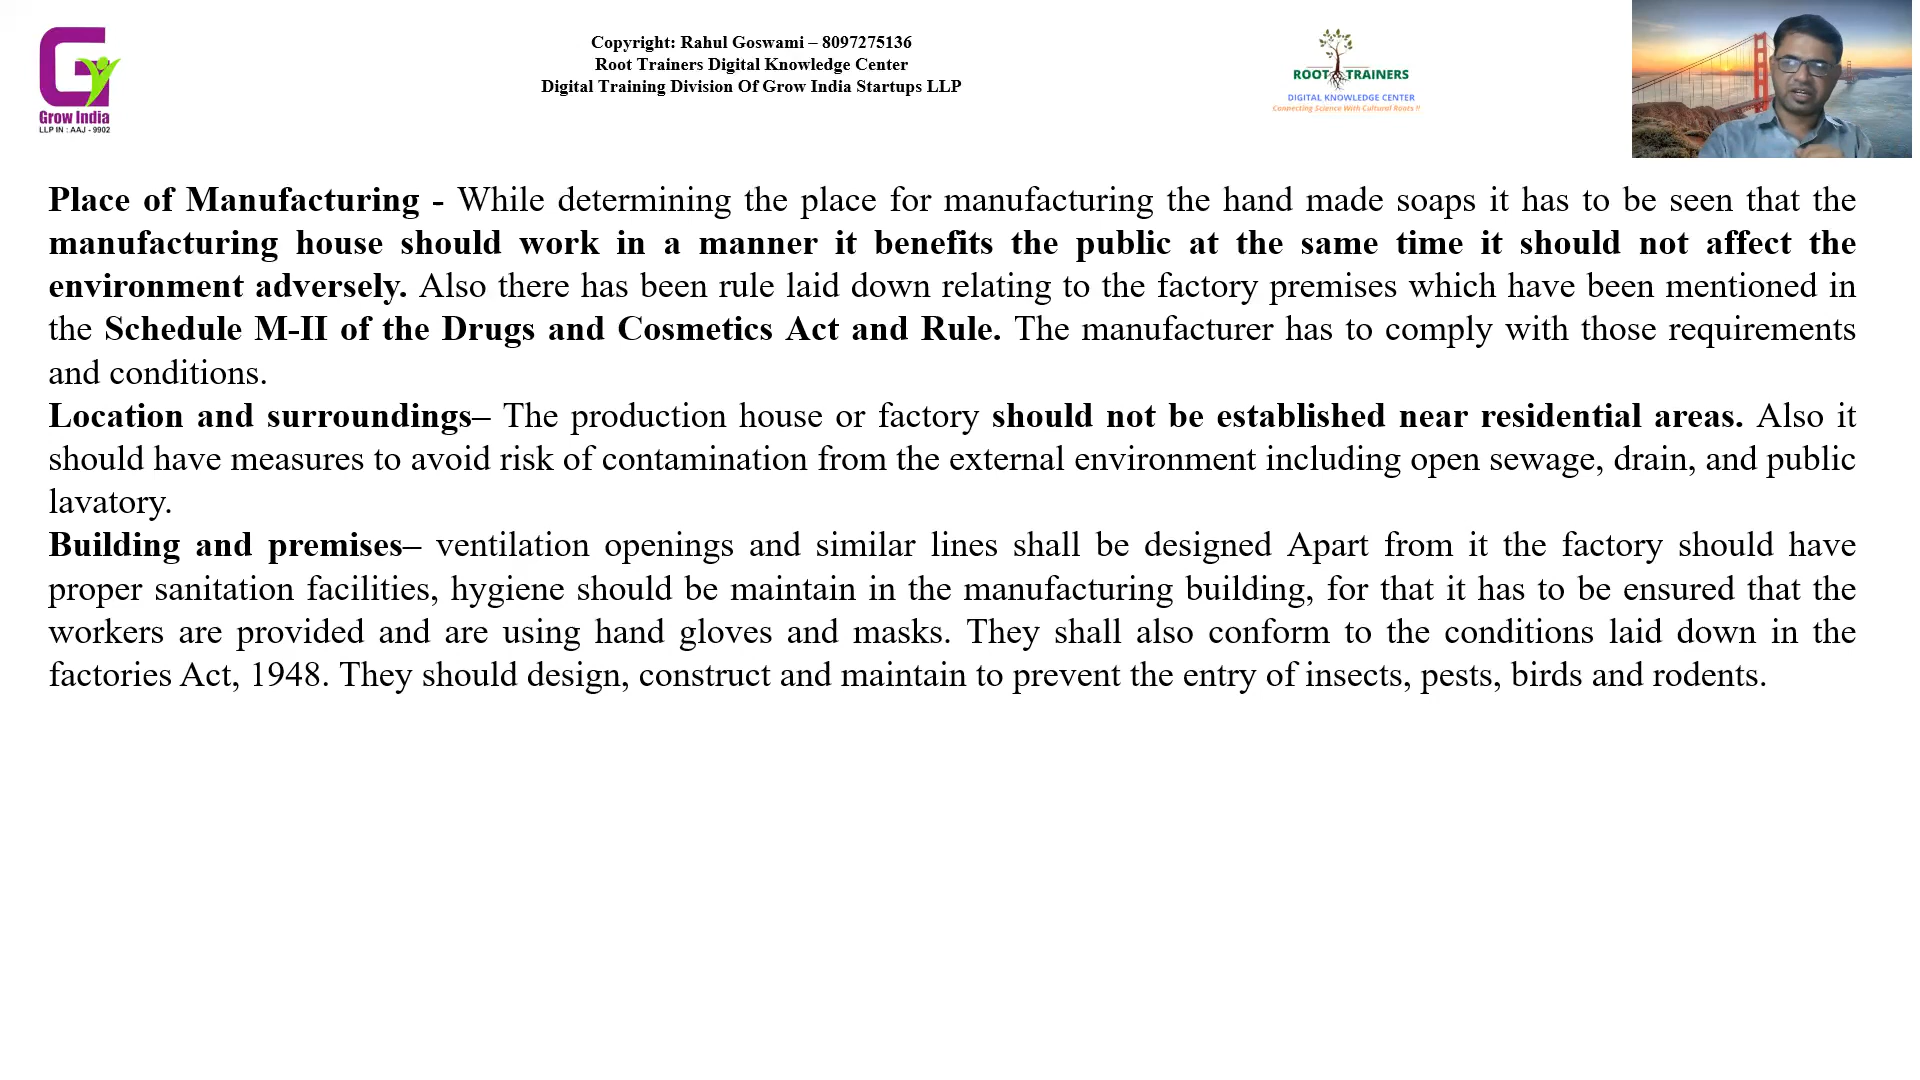 Grow India
LLP IN : AAJ - 9902
Copyright: Rahul Goswami – 8097275136
Root Trainers Digital Knowledge Center
Digital Training Division Of Grow India Startups LLP
ROOT TRAINERS
DIGITAL KNOWLEDGE CENTER
Connecting Science With Cultural Roots !!
Place of Manufacturing - While determining the place for manufacturing the hand made soaps it has to be seen that the
manufacturing house should work in a manner it benefits the public at the same time it should not affect the
environment adversely. Also there has been rule laid down relating to the factory premises which have been mentioned in
the Schedule M-II of the Drugs and Cosmetics Act and Rule. The manufacturer has to comply with those requirements
and conditions.
Location and surroundings– The production house or factory should not be established near residential areas. Also it
should have measures to avoid risk of contamination from the external environment including open sewage, drain, and public
lavatory.
Building and premises– ventilation openings and similar lines shall be designed Apart from it the factory should have
proper sanitation facilities, hygiene should be maintain in the manufacturing building, for that it has to be ensured that the
workers are provided and are using hand gloves and masks. They shall also conform to the conditions laid down in the
factories Act, 1948. They should design, construct and maintain to prevent the entry of insects, pests, birds and rodents.